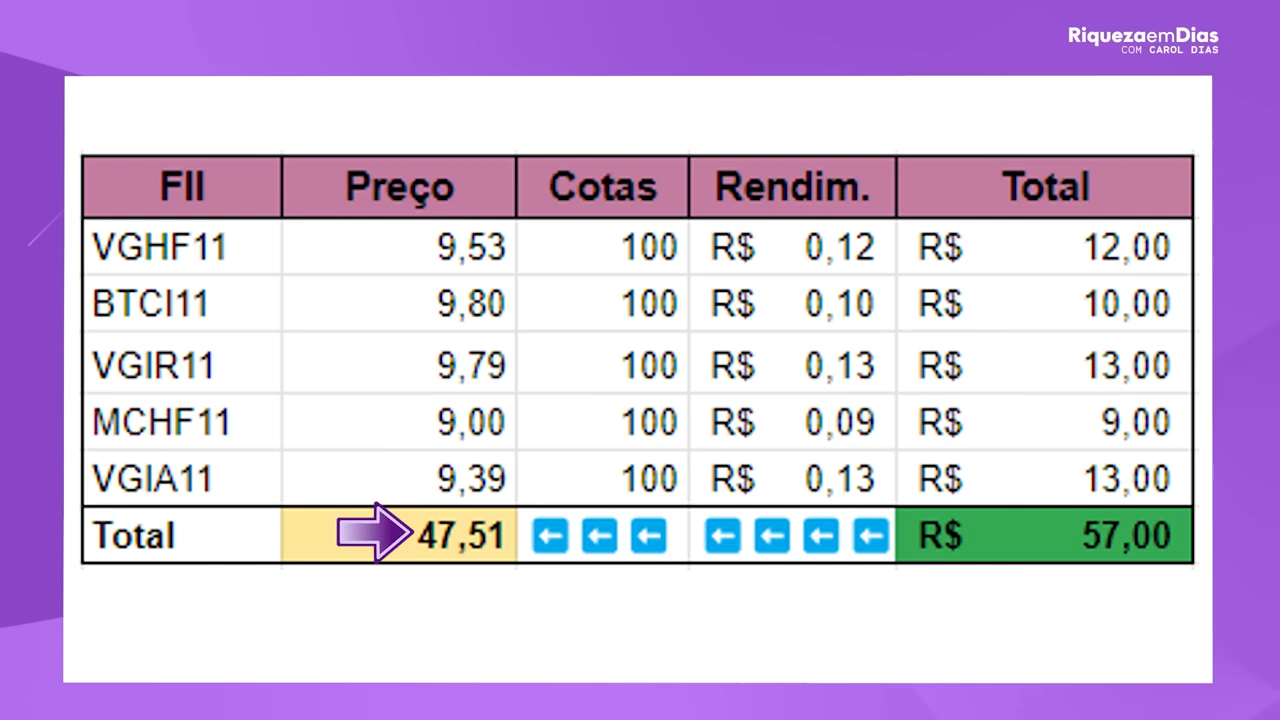 RiquezaemDias
COM CAROL DIAS
FII Preço Cotas Rendim. Total
VGHF11 9,53 100 R$ 0,12 R$ 12,00
BTCI11 9,80 100 R$ 0,10 R$ 10,00
VGIR11 9,79 100 R$ 0,13 R$ 13,00
MCHF11 9,00 100 R$ 0,09 R$ 9,00
VGIA11 9,39 100 R$ 0,13 R$ 13,00
Total 47,51 R$ 57,00